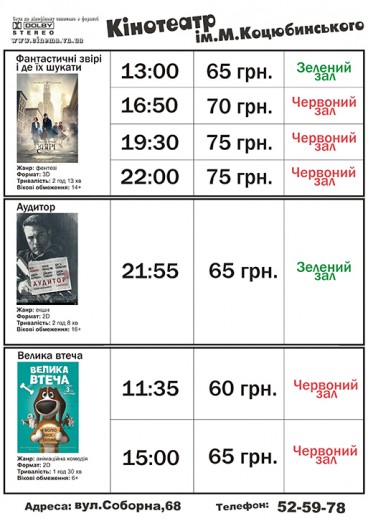 DOLBY
STEREO
www.cinema.vn.ua
Кінотеатр
ім.М.Коцюбинського
Фантастичні звірі
і де їх шукати
ЗВІРІ
Жанр: фентезі
Формат: 3D
Тривалість: 2 год 13 хв
Вікові обмеження: 14+
13:00 65 грн. Зелений зал
16:50 70 грн. Червоний зал
19:30 75 грн. Червоний зал
22:00 75 грн. Червоний зал
Аудитор
АУДИТОР
Жанр: екшн
Формат: 2D
Тривалість: 2 год 8 хв
Вікові обмеження: 16+
21:55 65 грн. Зелений зал
Велика втеча
ВЕЛИКА
ВТЕЧА
Жанр: анімаційна комедія
Формат: 2D
Тривалість: 1 год 30 хв
Вікові обмеження: 6+
11:35 60 грн. Червоний зал
15:00 65 грн. Червоний зал
Адреса: вул.Соборна,68 Телефон: 52-59-78